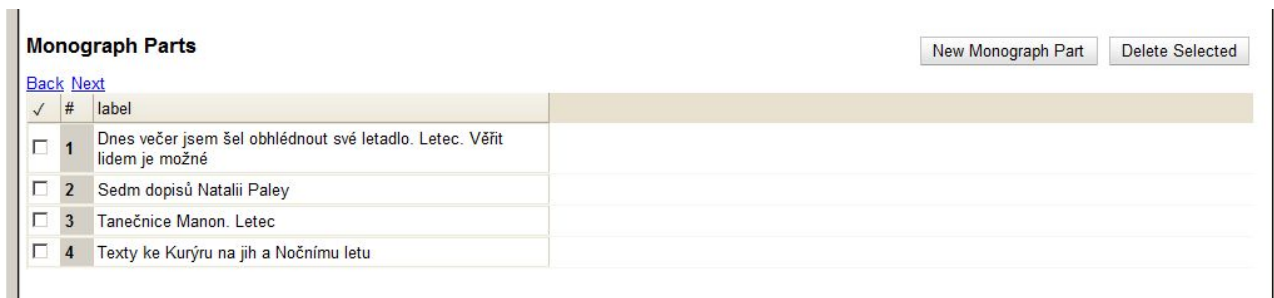 Monograph Parts
New Monograph Part
Delete Selected
Back Next
✓ # label
1 Dnes večer jsem šel obhlédnout své letadlo. Letec. Věřit
lidem je možné
2 Sedm dopisů Natalii Paley
3 Tanečnice Manon. Letec
4 Texty ke Kurýru na jih a Nočnímu letu